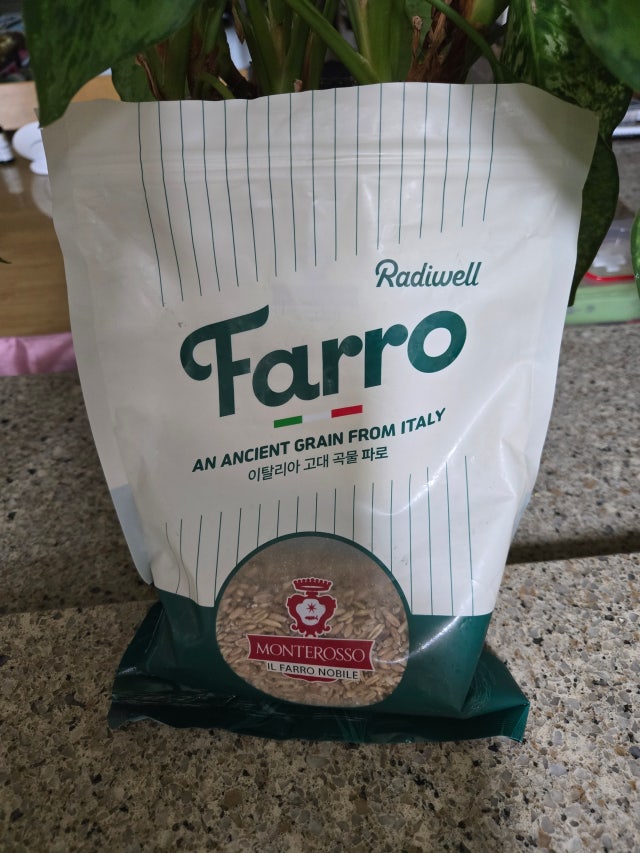 Radiwell
Farro
AN ANCIENT GRAIN FROM ITALY
이탈리아 고대 곡물 파로
MONTEROSSO
IL FARRO NOBILE